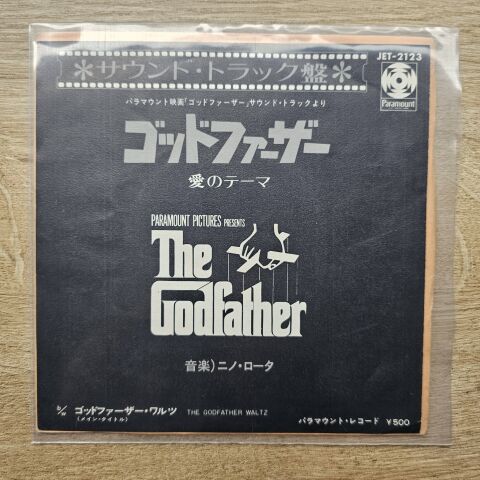 JET-2123
✻サウンド・トラック盤✻
Paramount
パラマウント映画「ゴッドファーザー」サウンド・トラックより
ゴッドファーザー
愛のテーマ
PARAMOUNT PICTURES PRESENTS
The
Godfather
音楽)ニノ・ロータ
b/w ゴッドファーザー・ワルツ THE GODFATHER WALTZ
(メイン・タイトル)
パラマウント・レコード ￥500